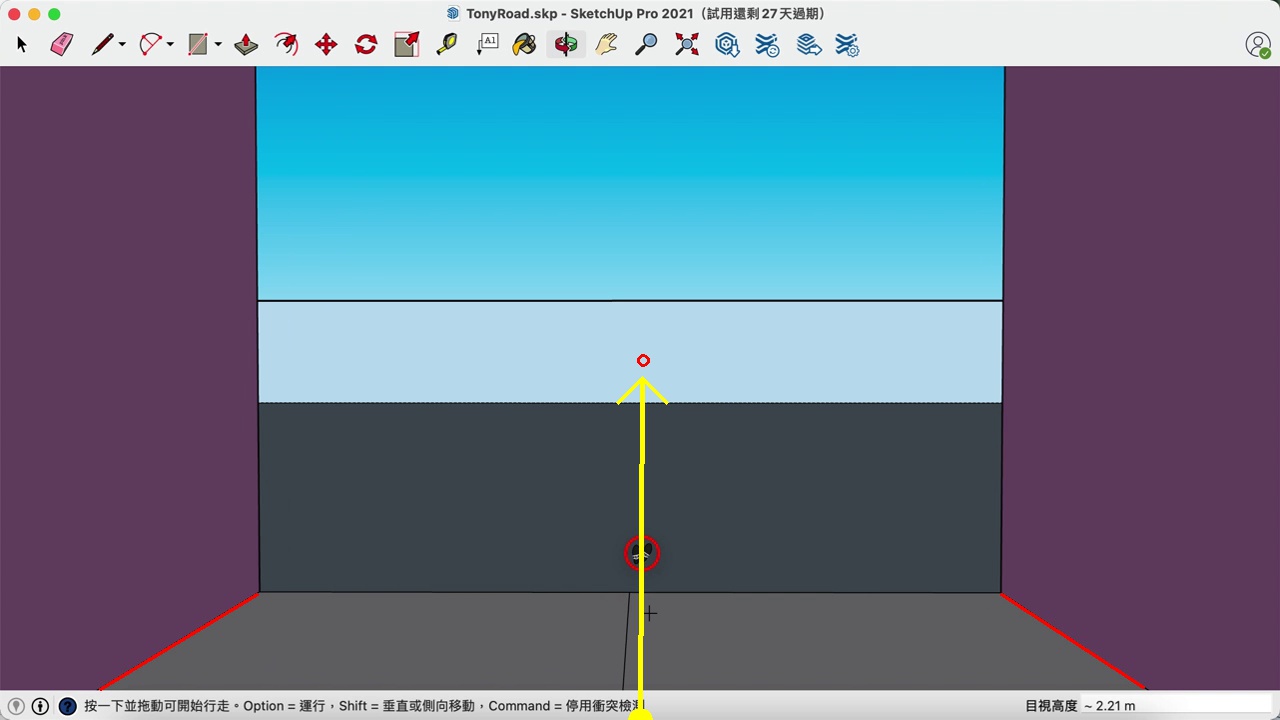 TonyRoad.skp - SketchUp Pro 2021（試用還剩 27 天過期）
A1
按一下並拖動可開始行走。Option = 運行，Shift = 垂直或側向移動，Command = 停用衝突檢測
目視高度 ~ 2.21 m